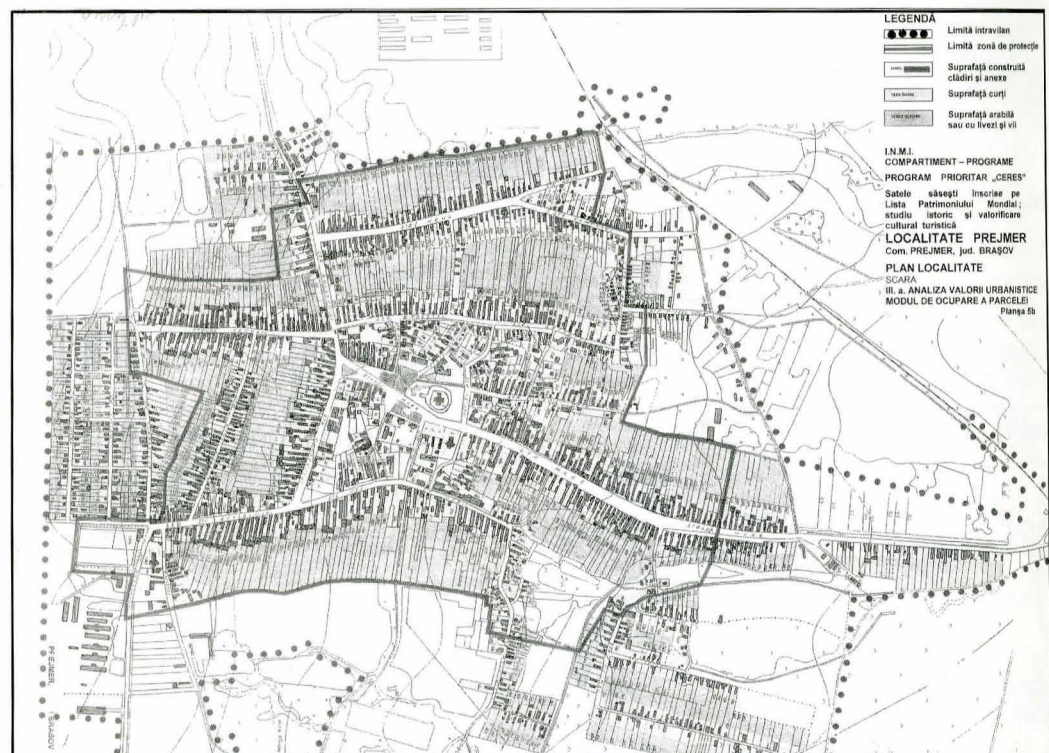 LEGENDĂ
Limită intravilan
Limită zonă de protecție
Suprafață construită
clădiri și anexe
Suprafață curți
Suprafață arabilă
sau cu livezi și vii
I.N.M.I.
COMPARTIMENT – PROGRAME
PROGRAM PRIORITAR „CERES"
Satele săsești înscrise pe
Lista Patrimoniului Mondial;
studiu istoric și valorificare
cultural turistică
LOCALITATE PREJMER
Com. PREJMER, jud. BRAȘOV
PLAN LOCALITATE
SCARA
III. a. ANALIZA VALORII URBANISTICE
MODUL DE OCUPARE A PARCELEI
Planșa 5b
BRAȘOV